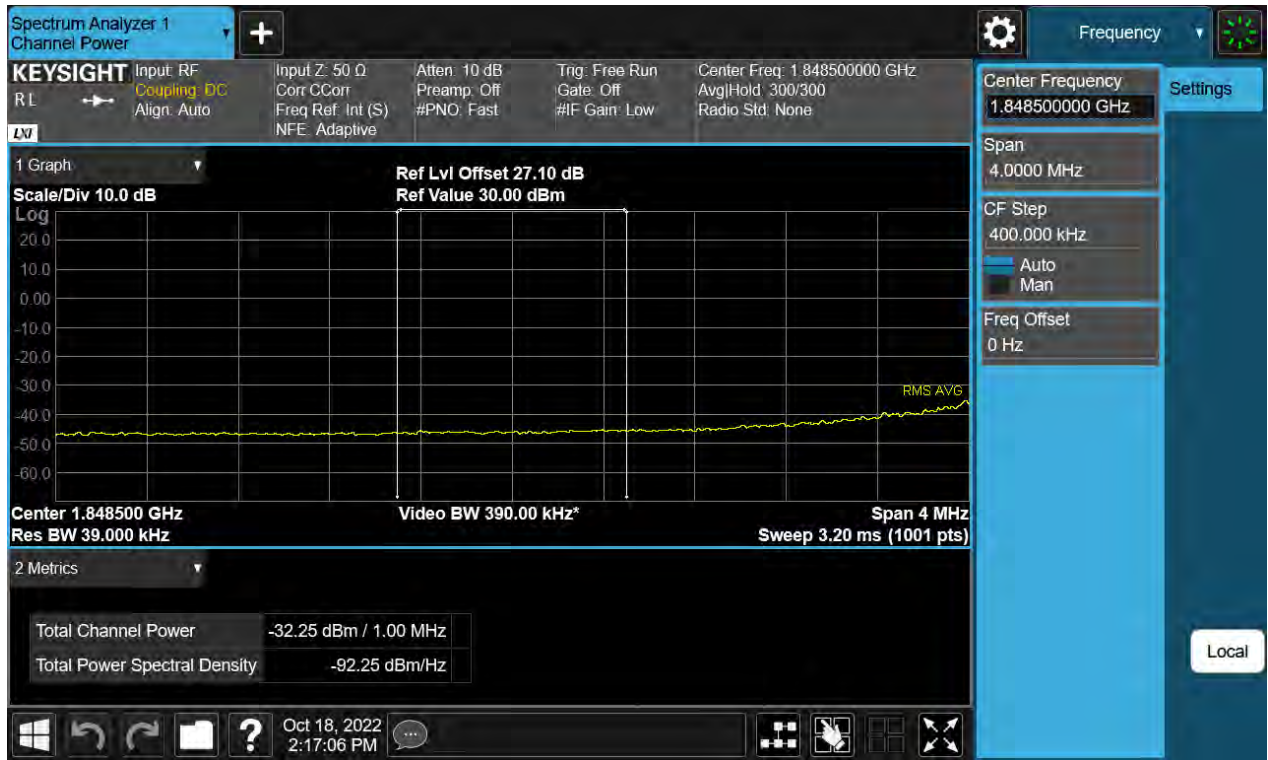 Spectrum Analyzer 1
Channel Power
+
Frequency
KEYSIGHT
RL
LXI
Input: RF
Coupling: DC
Align: Auto
Input Z: 50 Ω
Corr CCorr
Freq Ref: Int (S)
NFE: Adaptive
Atten: 10 dB
Preamp: Off
#PNO: Fast
Trig: Free Run
Gate: Off
#IF Gain: Low
Center Freq: 1.848500000 GHz
Avg|Hold: 300/300
Radio Std: None
Center Frequency
1.848500000 GHz
Settings
Span
4.0000 MHz
CF Step
400.000 kHz
Auto
Man
Freq Offset
0 Hz
Local
1 Graph
Scale/Div 10.0 dB
Ref Lvl Offset 27.10 dB
Ref Value 30.00 dBm
Log
20.0
10.0
0.00
-10.0
-20.0
-30.0
-40.0
-50.0
-60.0
RMS AVG
Center 1.848500 GHz
Video BW 390.00 kHz*
Span 4 MHz
Res BW 39.000 kHz
Sweep 3.20 ms (1001 pts)
2 Metrics
Total Channel Power -32.25 dBm / 1.00 MHz
Total Power Spectral Density -92.25 dBm/Hz
?
Oct 18, 2022
2:17:06 PM